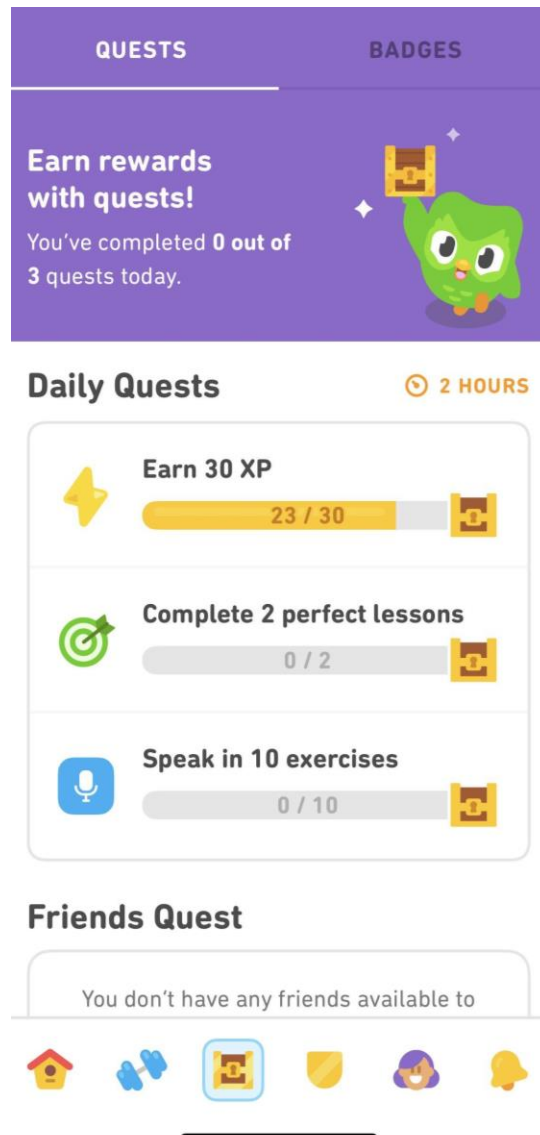 QUESTS
BADGES
Earn rewards
with quests!
You've completed 0 out of
3 quests today.
Daily Quests
2 HOURS
Earn 30 XP
23 / 30
Complete 2 perfect lessons
0 / 2
Speak in 10 exercises
0 / 10
Friends Quest
You don't have any friends available to